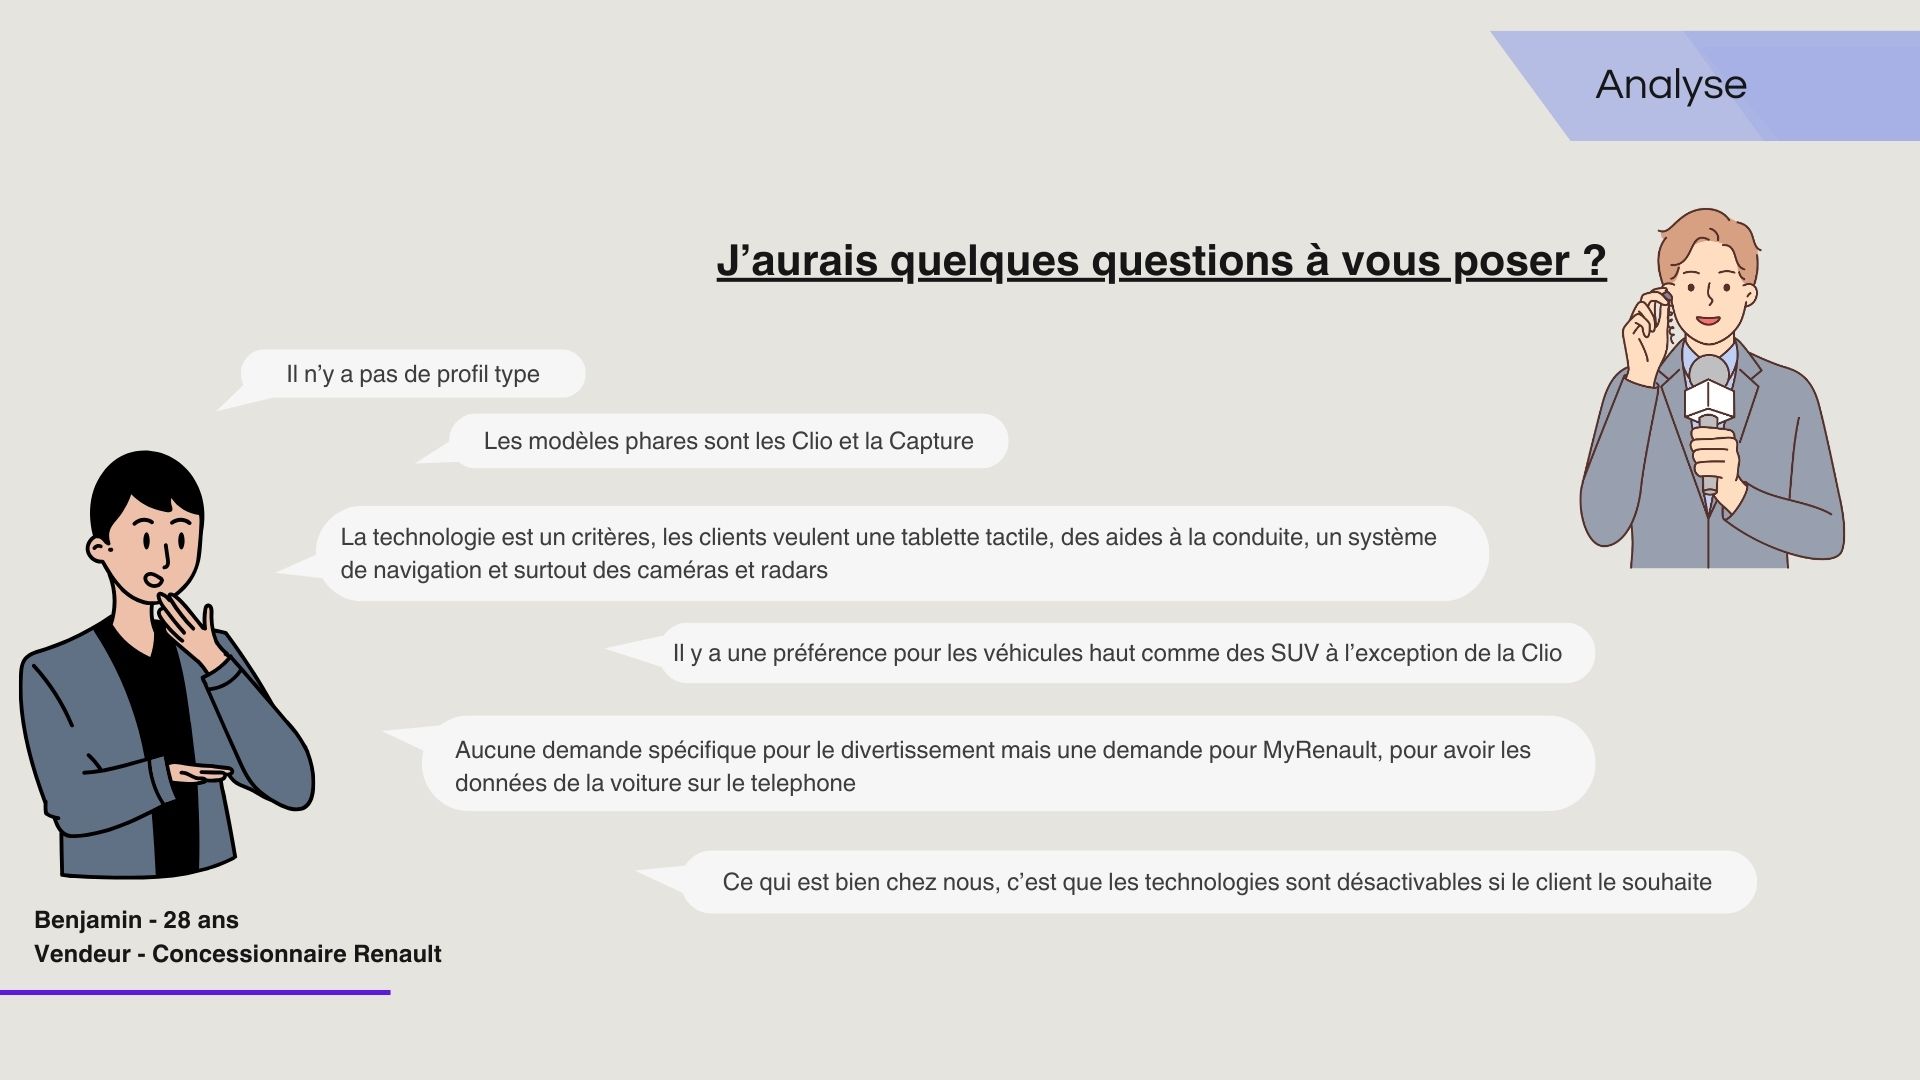 Analyse
J’aurais quelques questions à vous poser ?
Il n’y a pas de profil type
Les modèles phares sont les Clio et la Capture
La technologie est un critères, les clients veulent une tablette tactile, des aides à la conduite, un système
de navigation et surtout des caméras et radars
Il y a une préférence pour les véhicules haut comme des SUV à l’exception de la Clio
Aucune demande spécifique pour le divertissement mais une demande pour MyRenault, pour avoir les
données de la voiture sur le telephone
Ce qui est bien chez nous, c’est que les technologies sont désactivables si le client le souhaite
Benjamin - 28 ans
Vendeur - Concessionnaire Renault